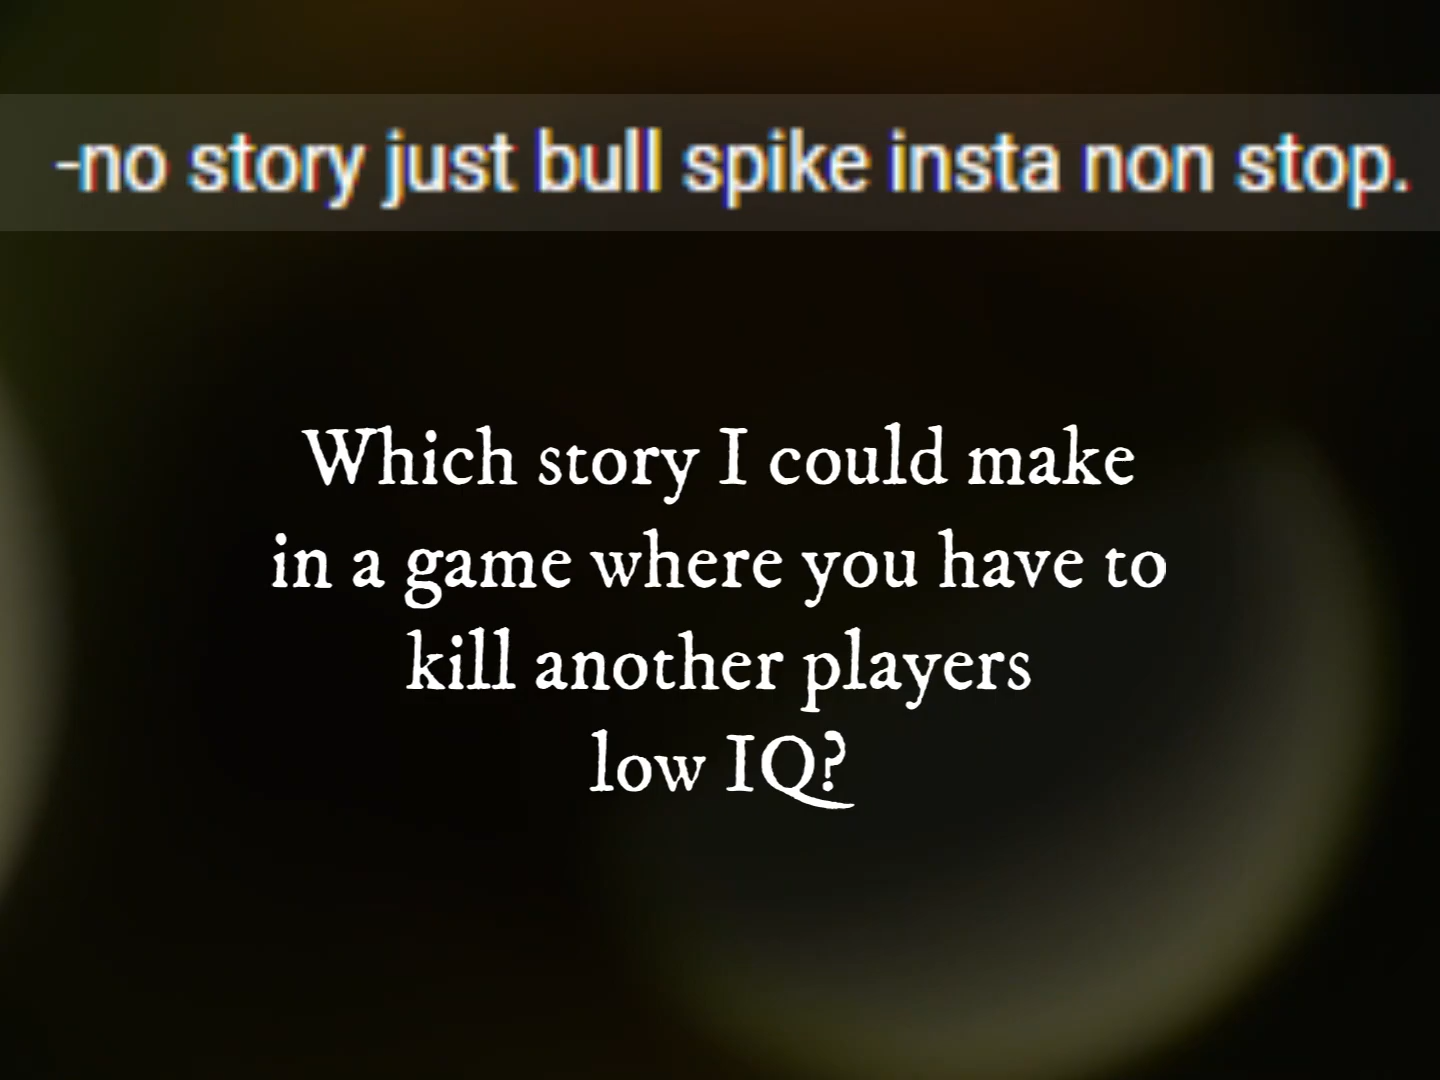 -no story just bull spike insta non stop.
Which story I could make
in a game where you have to
kill another players
low IQ?